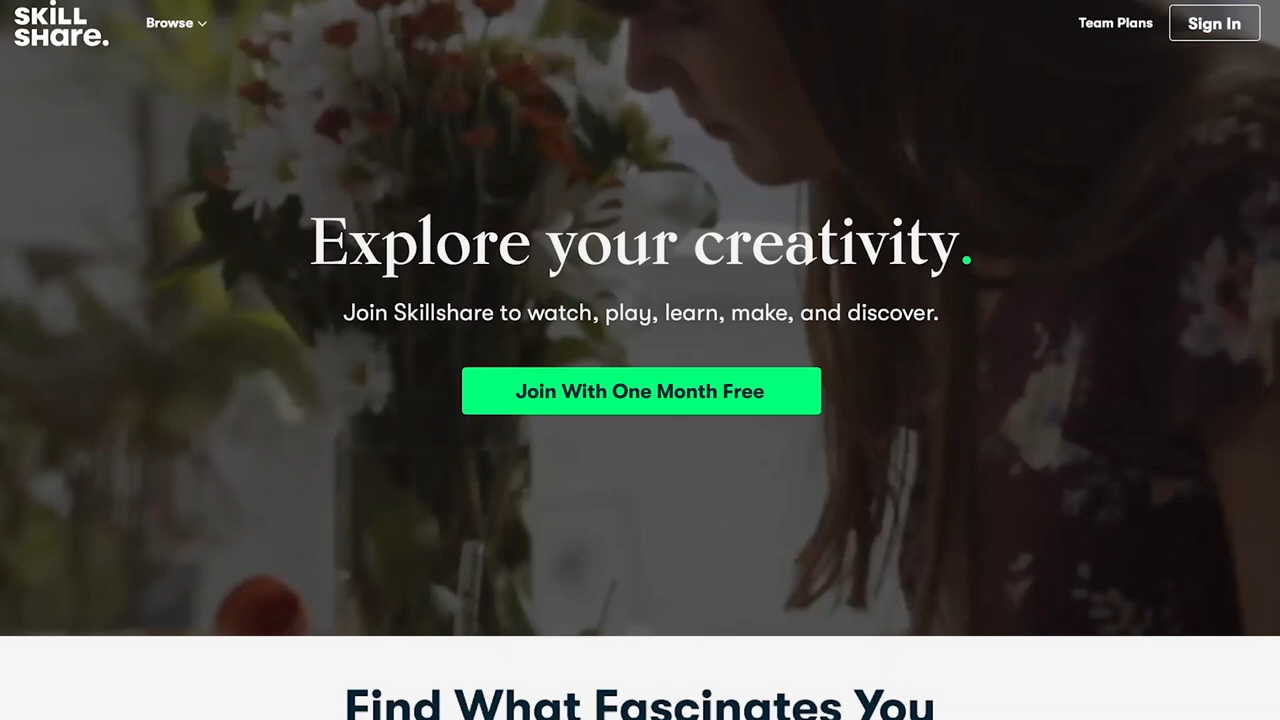 SKiLL
SHare.
Browse
Team Plans
Sign In
Explore your creativity.
Join Skillshare to watch, play, learn, make, and discover.
Join With One Month Free
Find What Fascinates You